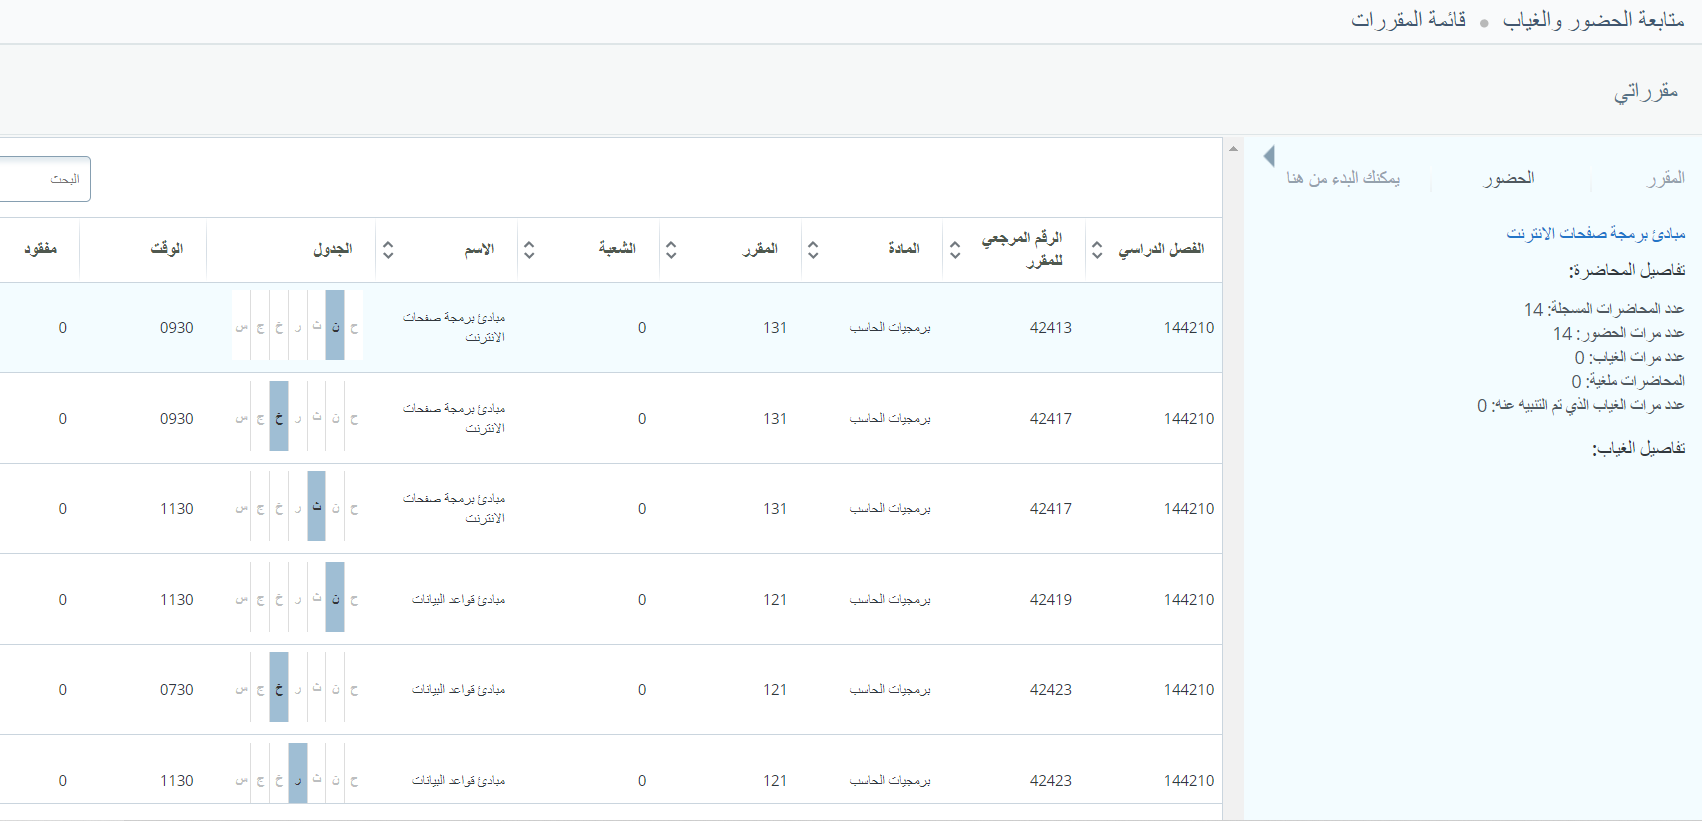 متابعة الحضور والغياب • قائمة المقررات
مقرراتي
المقرر
الحضور
يمكنك البدء من هنا
مبادئ برمجة صفحات الانترنت
تفاصيل المحاضرة:
عدد المحاضرات المسجلة: 14
عدد مرات الحضور: 14
عدد مرات الغياب: 0
المحاضرات ملغية: 0
عدد مرات الغياب الذي تم التنبيه عنه: 0
تفاصيل الغياب:
البحث
الفصل الدراسي الرقم المرجعي للمقرر المادة المقرر الشعبة الاسم الجدول الوقت مفقود
144210 42413 برمجيات الحاسب 131 0 مبادئ برمجة صفحات الانترنت ح ن ث ر خ ج س 0930 0
144210 42417 برمجيات الحاسب 131 0 مبادئ برمجة صفحات الانترنت ح ن ث ر خ ج س 0930 0
144210 42417 برمجيات الحاسب 131 0 مبادئ برمجة صفحات الانترنت ح ن ث ر خ ج س 1130 0
144210 42419 برمجيات الحاسب 121 0 مبادئ قواعد البيانات ح ن ث ر خ ج س 1130 0
144210 42423 برمجيات الحاسب 121 0 مبادئ قواعد البيانات ح ن ث ر خ ج س 0730 0
144210 42423 برمجيات الحاسب 121 0 مبادئ قواعد البيانات ح ن ث ر خ ج س 1130 0